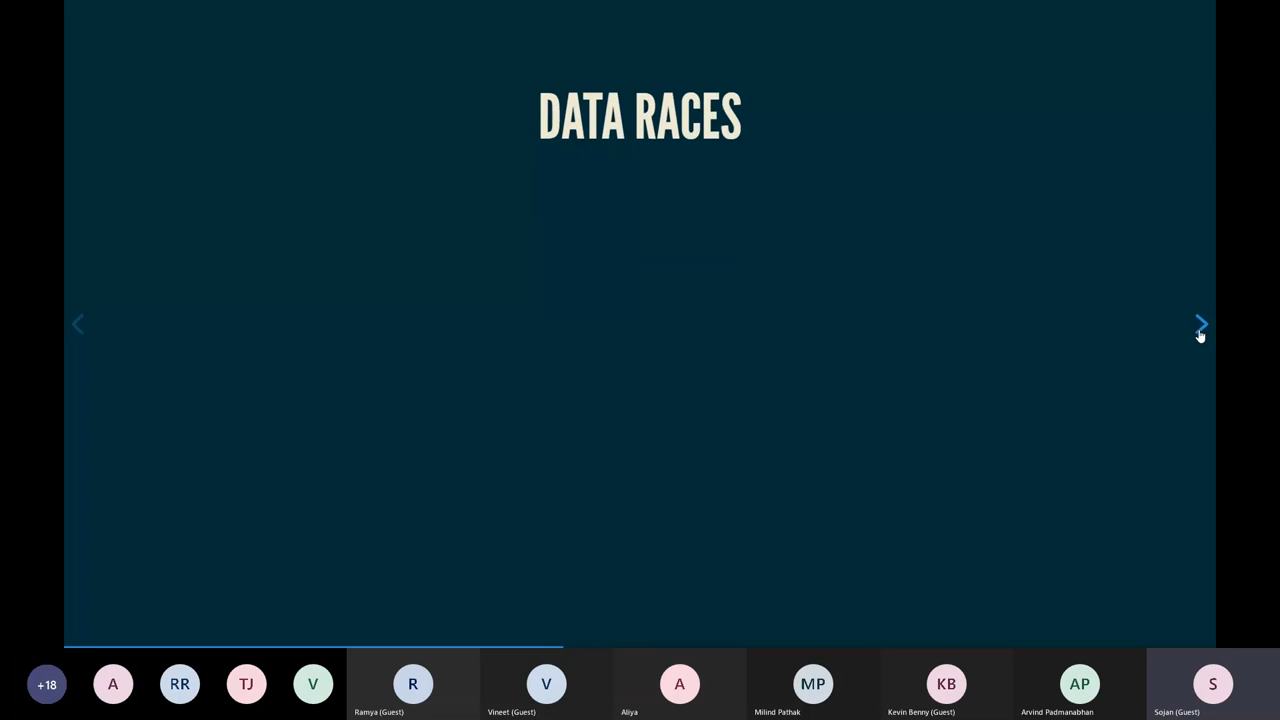 DATA RACES
+18
A
RR
TJ
V
R
V
A
MP
KB
AP
S
Ramya (Guest)
Vineet (Guest)
Aliya
Milind Pathak
Kevin Benny (Guest)
Arvind Padmanabhan
Sojan (Guest)